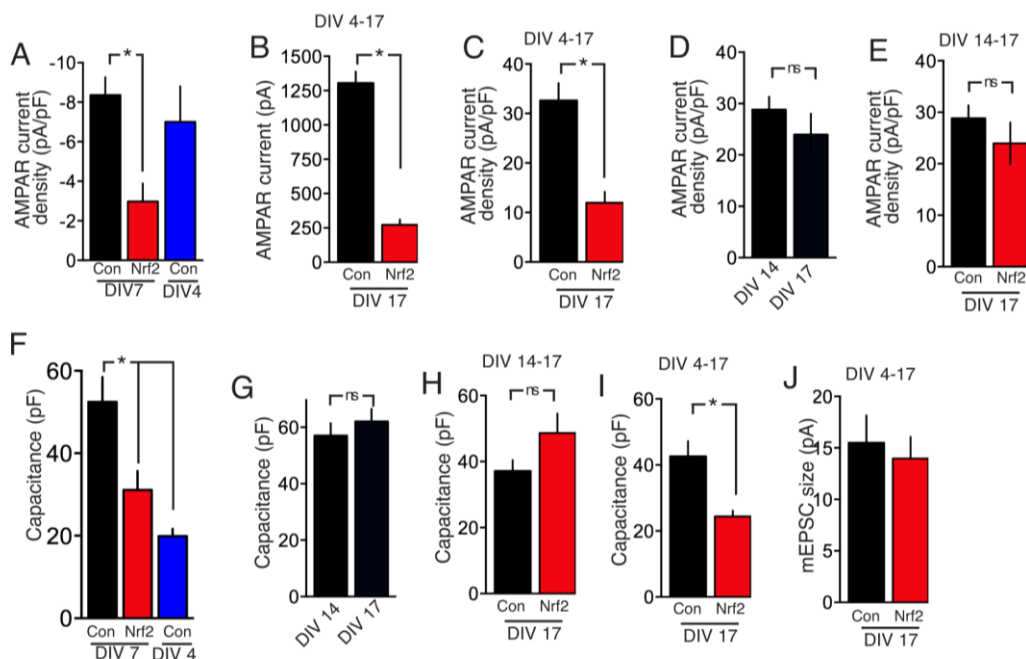 A
AMPAR current
density (pA/pF)
-10
-8
-6
-4
-2
0
*
Con Nrf2 Con
DIV7 DIV4
DIV 4-17
B
AMPAR current (pA)
1500
1250
1000
750
500
250
0
*
Con Nrf2
DIV 17
DIV 4-17
C
AMPAR current
density (pA/pF)
40
30
20
10
0
*
Con Nrf2
DIV 17
D
AMPAR current
density (pA/pF)
40
30
20
10
0
ns
DIV 14 DIV 17
E
DIV 14-17
AMPAR current
density (pA/pF)
40
30
20
10
0
ns
Con Nrf2
DIV 17
F
Capacitance (pF)
60
40
20
0
*
Con Nrf2 Con
DIV 7 DIV 4
G
Capacitance (pF)
80
60
40
20
0
ns
DIV 14 DIV 17
H
DIV 14-17
Capacitance (pF)
60
40
20
0
ns
Con Nrf2
DIV 17
I
DIV 4-17
Capacitance (pF)
60
40
20
0
*
Con Nrf2
DIV 17
J
DIV 4-17
mEPSC size (pA)
20
15
10
5
0
Con Nrf2
DIV 17